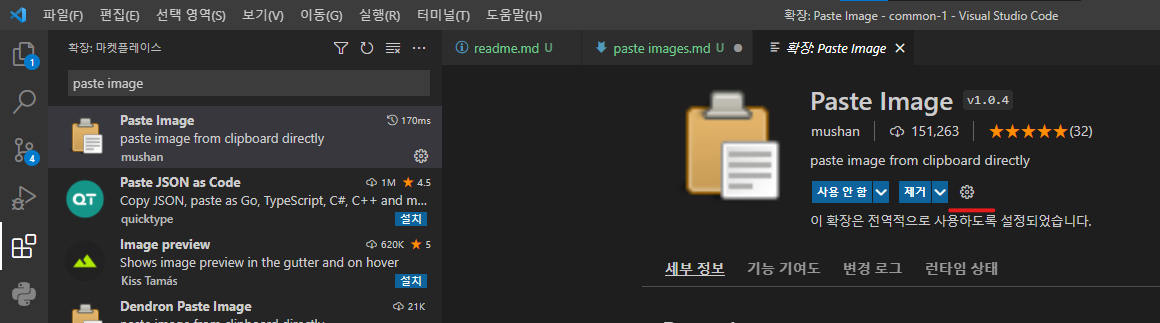 파일(F) 편집(E) 선택 영역(S) 보기(V) 이동(G) 실행(R) 터미널(T) 도움말(H) 확장: Paste Image - common-1 - Visual Studio Code
확장: 마켓플레이스
readme.md U
paste images.md U
확장: Paste Image
1
paste image
Paste Image 170ms
paste image from clipboard directly
mushan
4
QT
Paste JSON as Code 1M 4.5
Copy JSON, paste as Go, TypeScript, C#, C++ and m...
quicktype 설치
Image preview 620K 5
Shows image preview in the gutter and on hover
Kiss Tamás 설치
Dendron Paste Image 21K
Paste Image v1.0.4
mushan 151,263 (32)
paste image from clipboard directly
사용 안 함 제거
이 확장은 전역적으로 사용하도록 설정되었습니다.
세부 정보 기능 기여도 변경 로그 런타임 상태